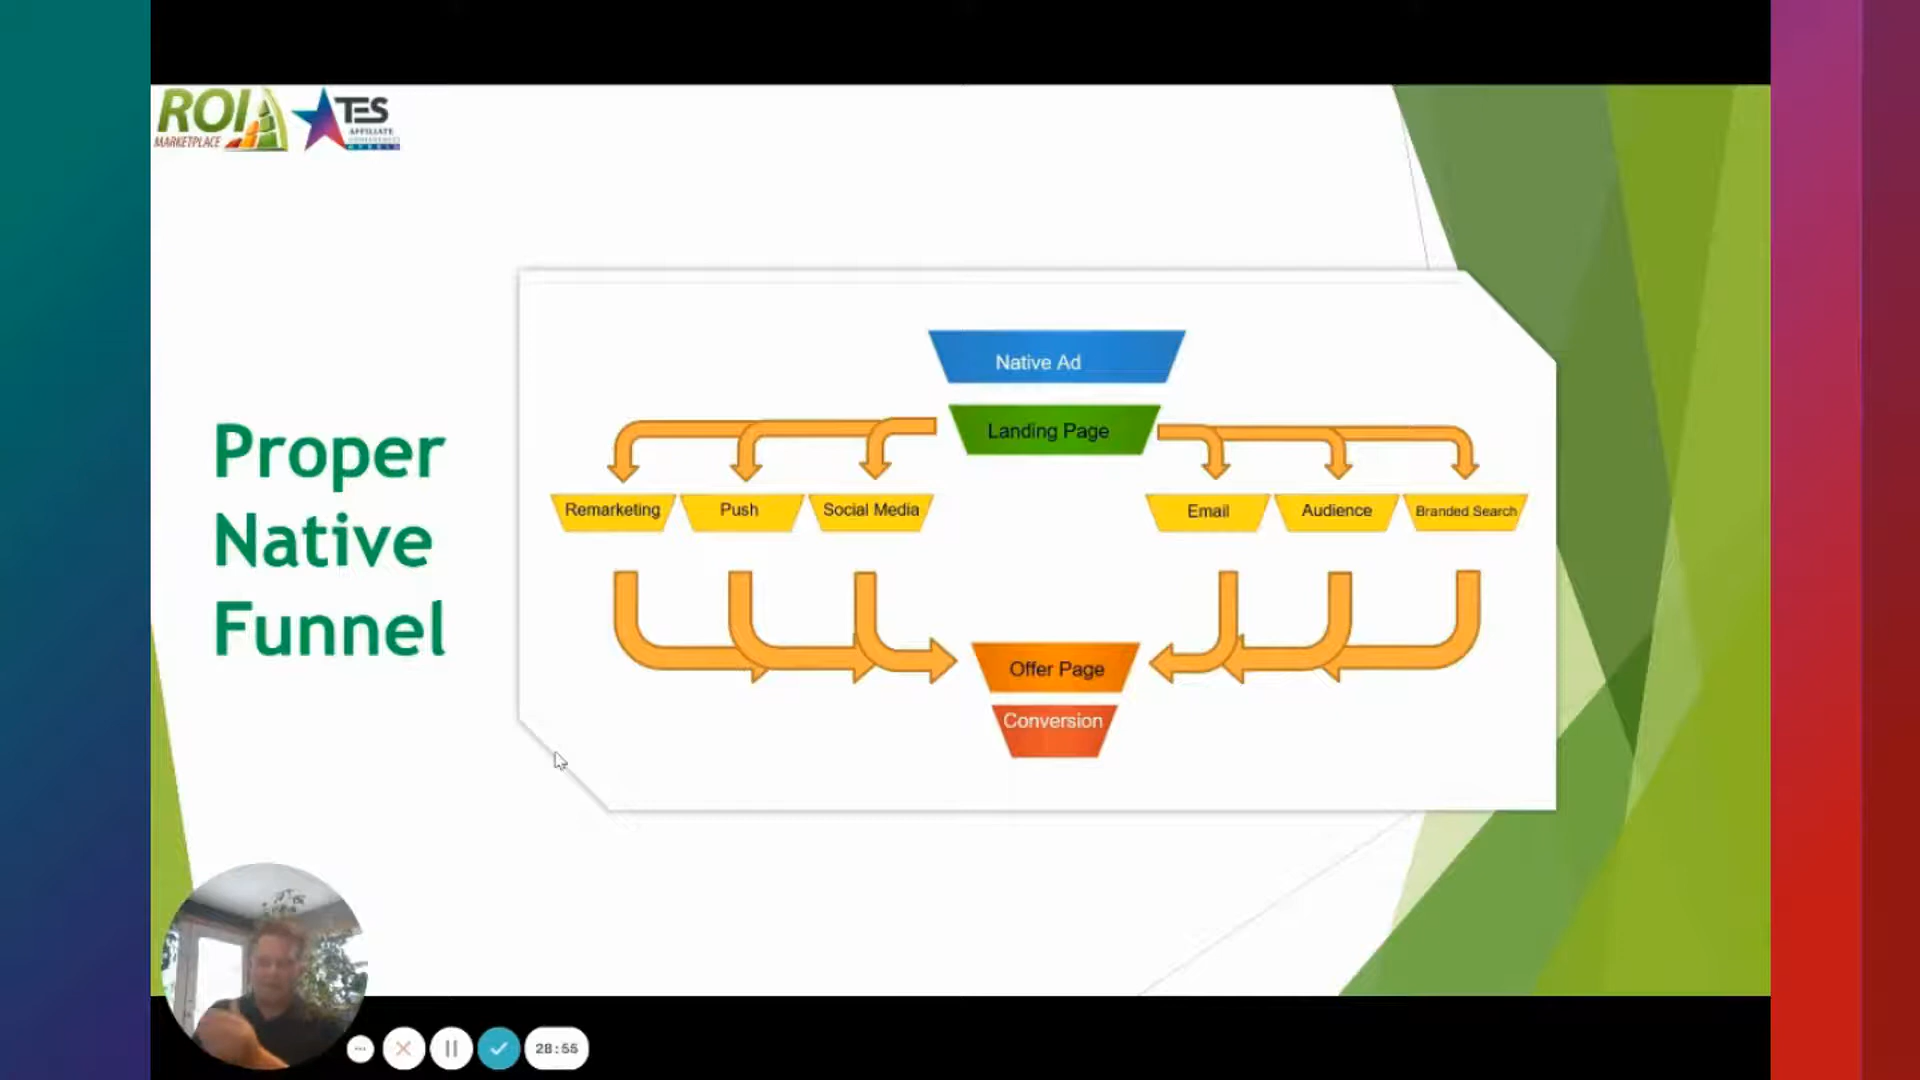 ROI
MARKETPLACE
TES
AFFILIATE
Proper
Native
Funnel
Native Ad
Landing Page
Remarketing
Push
Social Media
Email
Audience
Branded Search
Offer Page
Conversion
28:55